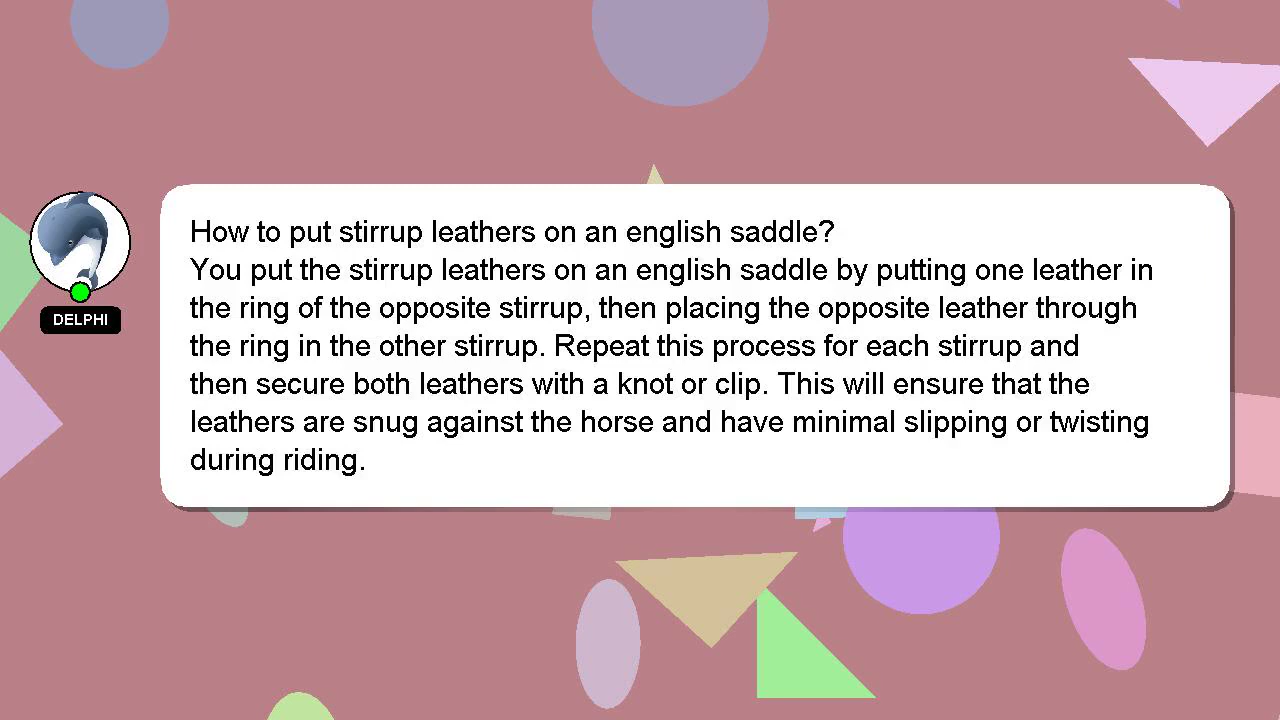 How to put stirrup leathers on an english saddle?
You put the stirrup leathers on an english saddle by putting one leather in
the ring of the opposite stirrup, then placing the opposite leather through
the ring in the other stirrup. Repeat this process for each stirrup and
then secure both leathers with a knot or clip. This will ensure that the
leathers are snug against the horse and have minimal slipping or twisting
during riding.
DELPHI